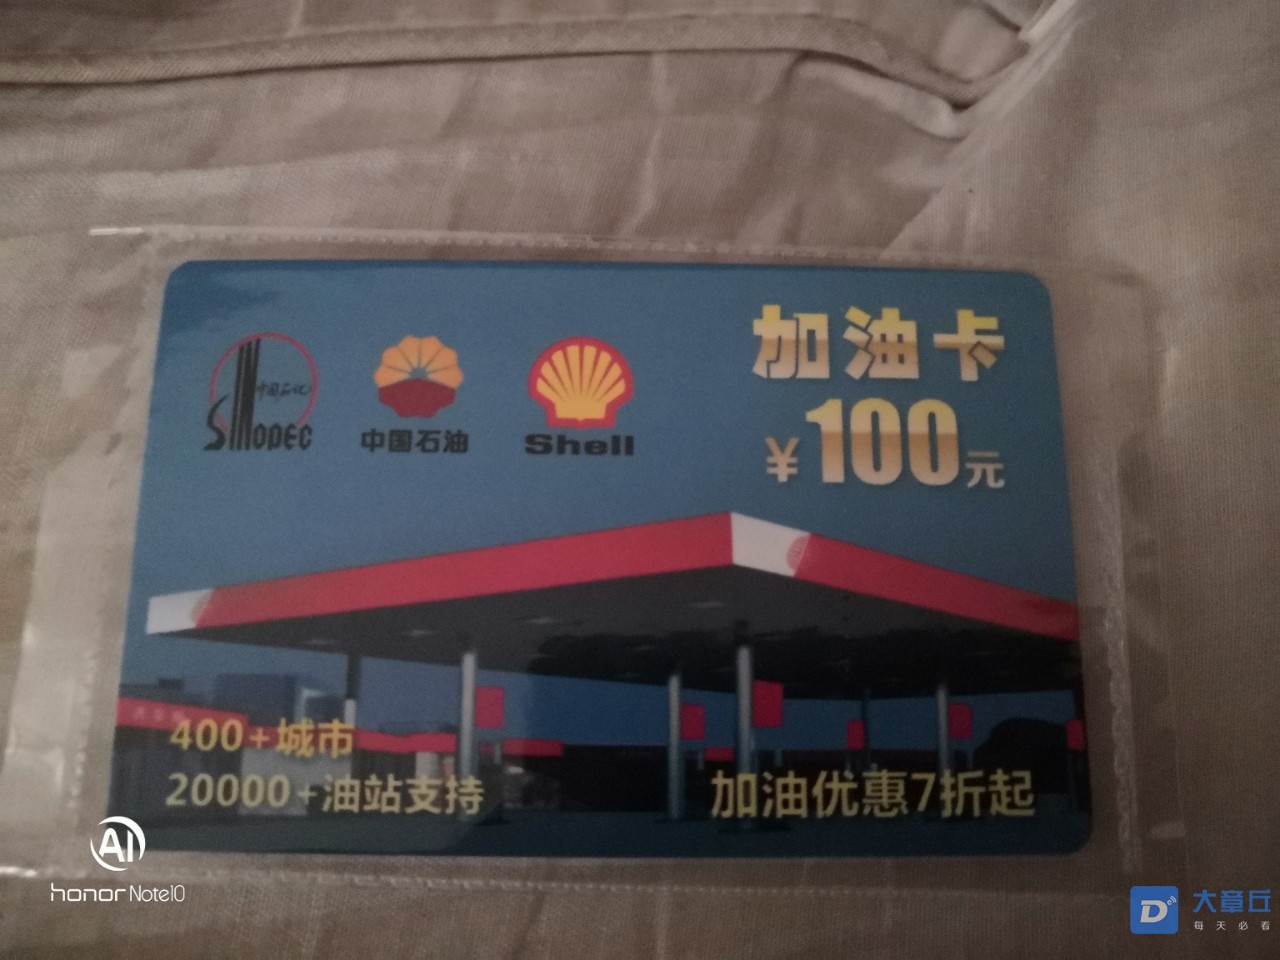 加油卡
¥100元
中国石化
SINOPEC
中国石油
Shell
400+城市
20000+油站支持
加油优惠7折起
AI
honor Note10
D
大章丘
每天必看